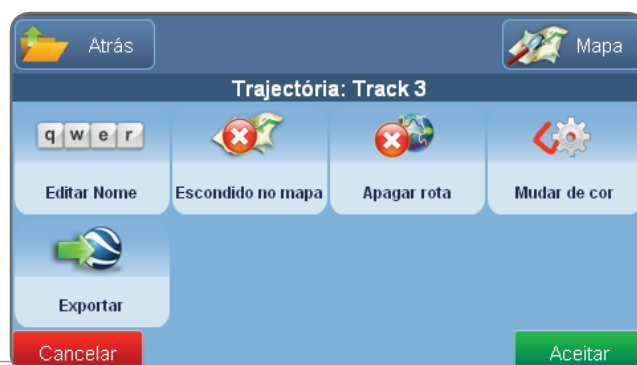 Atrás
Mapa
Trajectória: Track 3
q w e r
Editar Nome
Escondido no mapa
Apagar rota
Mudar de cor
Exportar
Cancelar
Aceitar